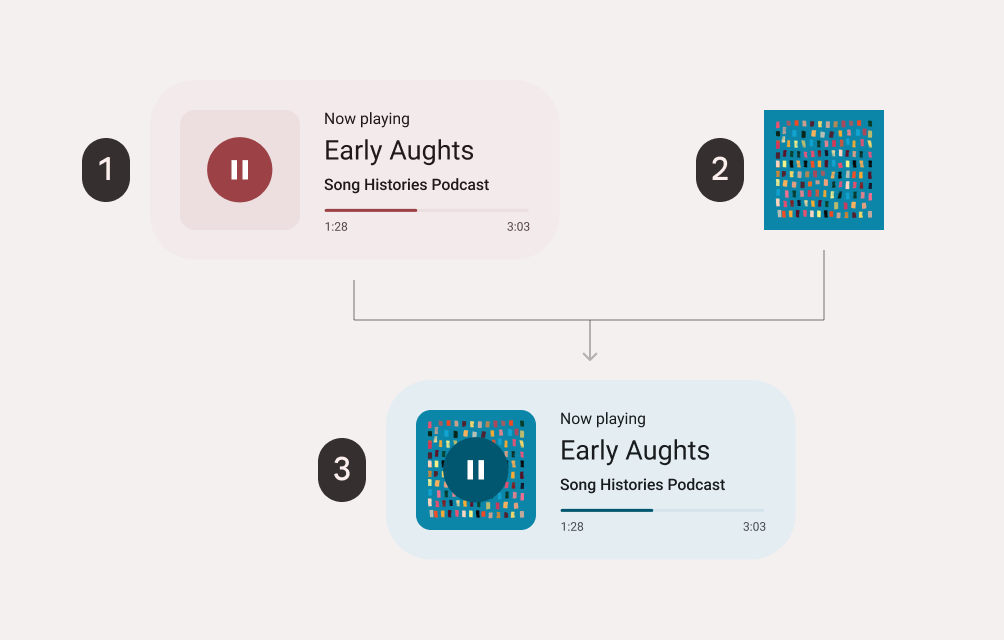 1
Now playing
Early Aughts
Song Histories Podcast
1:28 3:03
2
3
Now playing
Early Aughts
Song Histories Podcast
1:28 3:03